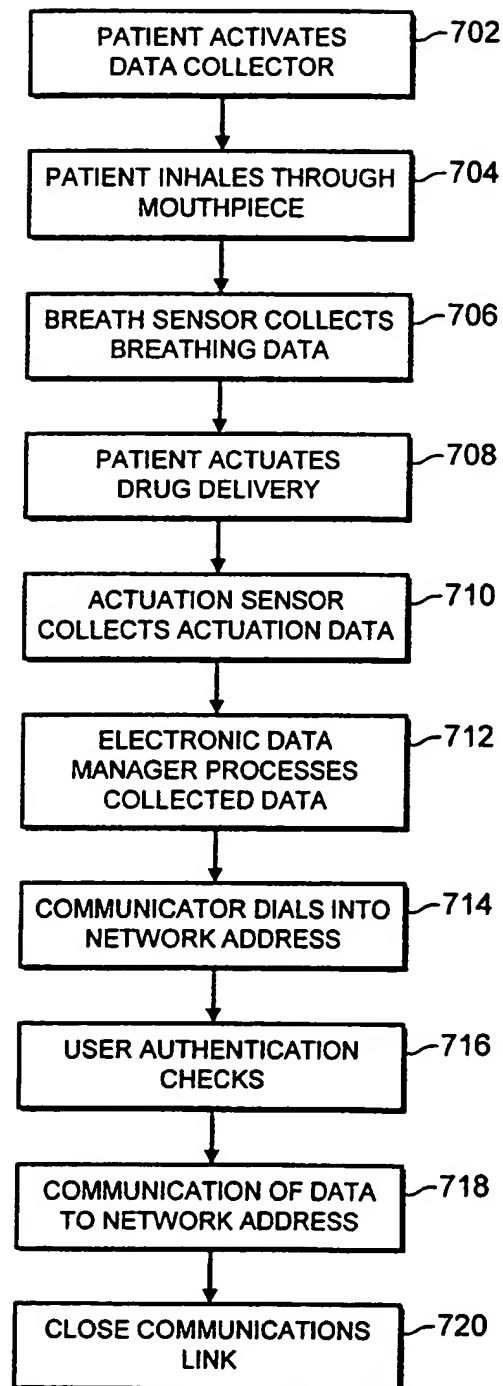 PATIENT ACTIVATES
DATA COLLECTOR
702
PATIENT INHALES THROUGH
MOUTHPIECE
704
BREATH SENSOR COLLECTS
BREATHING DATA
706
PATIENT ACTUATES
DRUG DELIVERY
708
ACTUATION SENSOR
COLLECTS ACTUATION DATA
710
ELECTRONIC DATA
MANAGER PROCESSES
COLLECTED DATA
712
COMMUNICATOR DIALS INTO
NETWORK ADDRESS
714
USER AUTHENTICATION
CHECKS
716
COMMUNICATION OF DATA
TO NETWORK ADDRESS
718
CLOSE COMMUNICATIONS
LINK
720